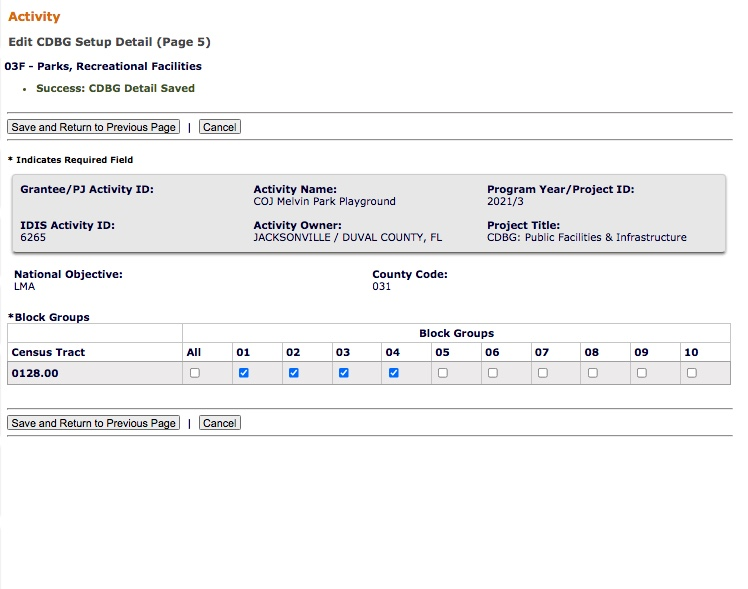 Activity
Edit CDBG Setup Detail (Page 5)
03F - Parks, Recreational Facilities
• Success: CDBG Detail Saved
Save and Return to Previous Page | Cancel
* Indicates Required Field
Grantee/PJ Activity ID: Activity Name: Program Year/Project ID:
COJ Melvin Park Playground 2021/3
IDIS Activity ID: Activity Owner: Project Title:
6265 JACKSONVILLE / DUVAL COUNTY, FL CDBG: Public Facilities & Infrastructure
National Objective: County Code:
LMA 031
*Block Groups
Block Groups
Census Tract All 01 02 03 04 05 06 07 08 09 10
0128.00
Save and Return to Previous Page | Cancel